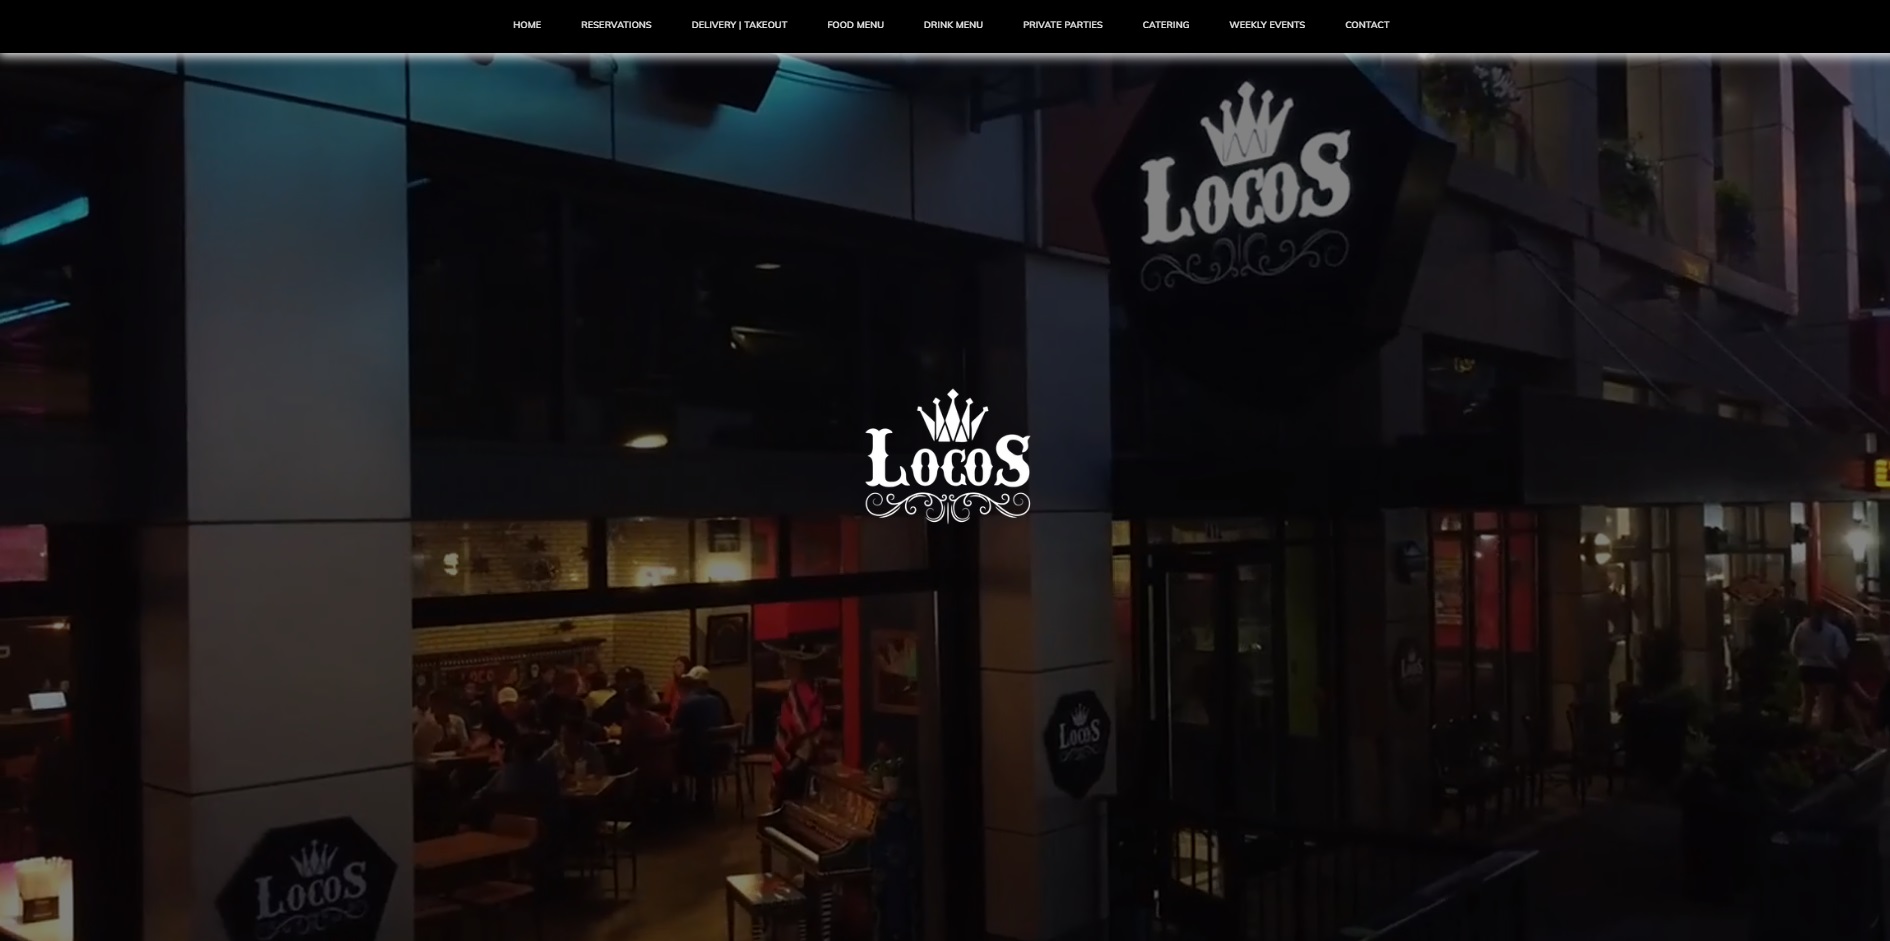 HOME RESERVATIONS DELIVERY | TAKEOUT FOOD MENU DRINK MENU PRIVATE PARTIES CATERING WEEKLY EVENTS CONTACT
LOCOS
LOCOS
LOCO
LOCOS
LOCOS
LOCOS